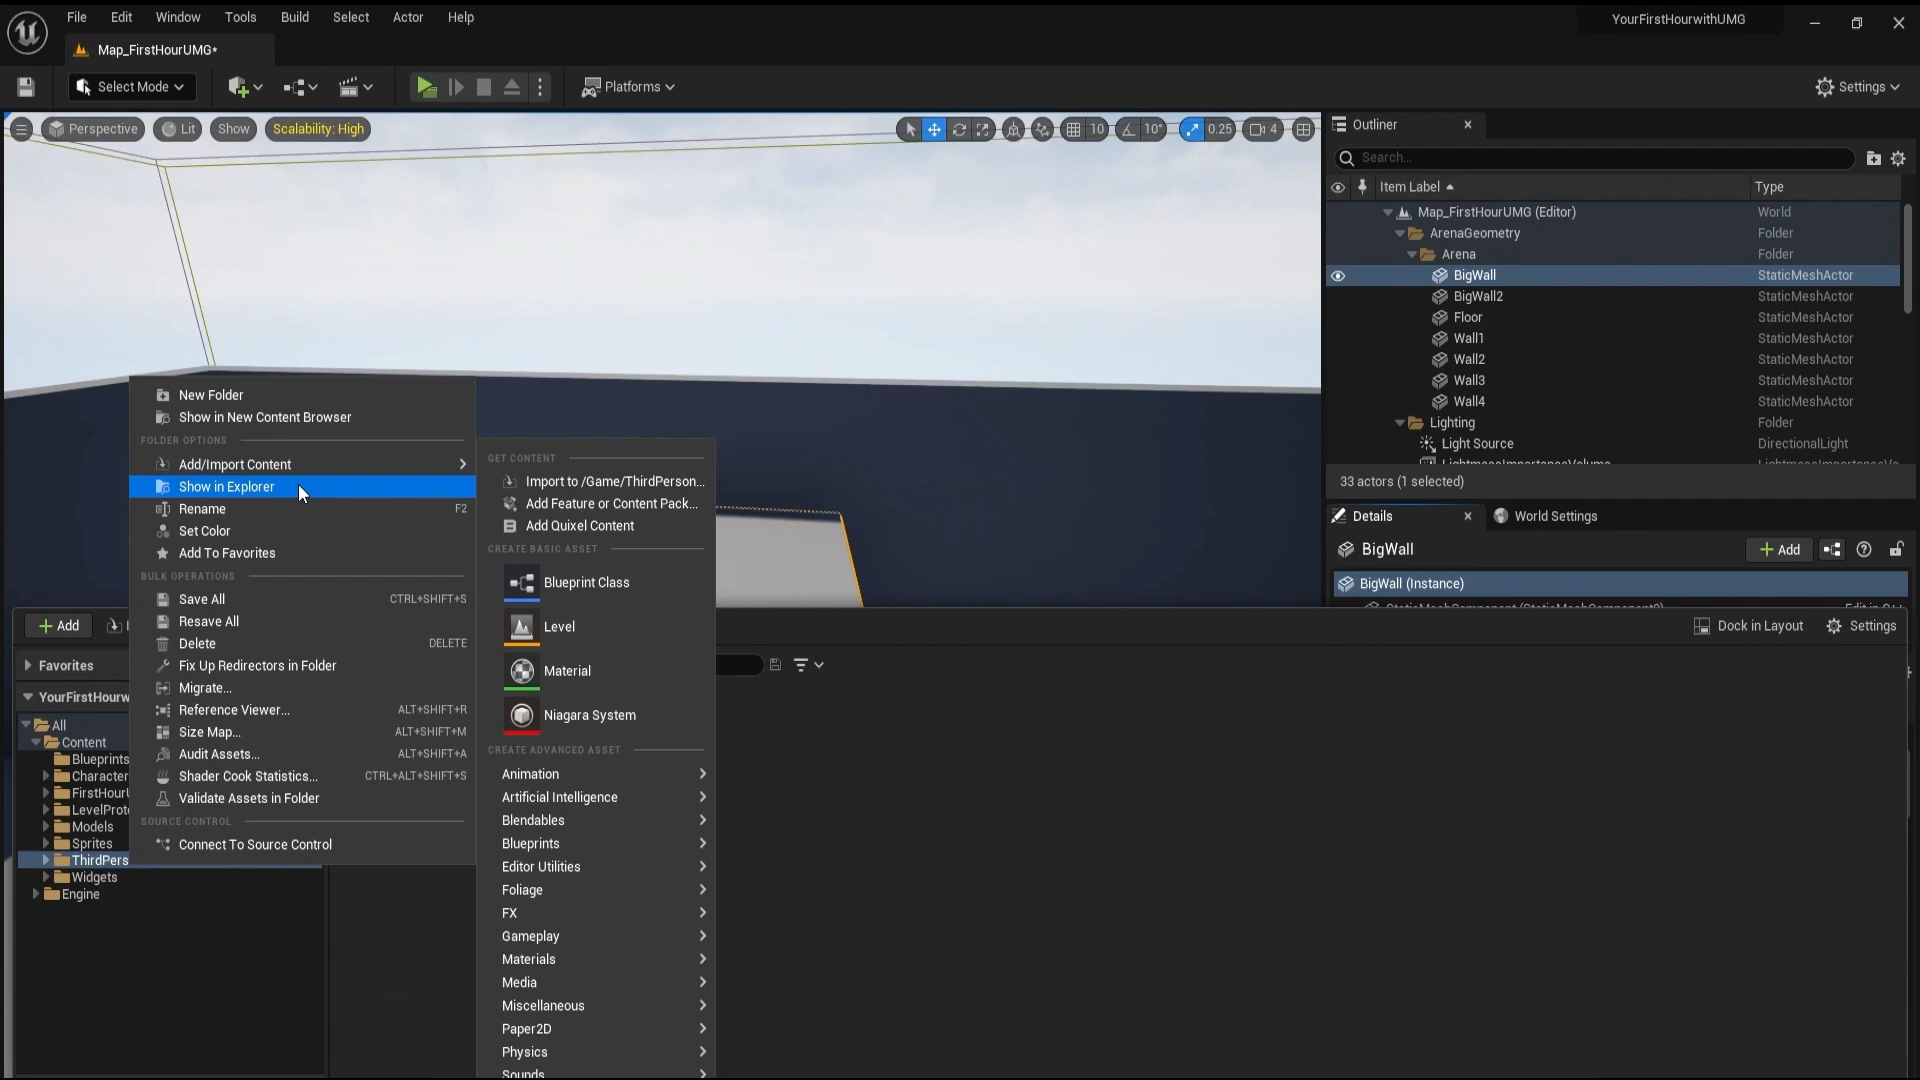 File Edit Window Tools Build Select Actor Help
YourFirstHourwithUMG
Map_FirstHourUMG*
Select Mode
Platforms
Settings
Perspective Lit Show Scalability: High
10 10° 0.25 4
Outliner
Search...
Item Label Type
Map_FirstHourUMG (Editor) World
ArenaGeometry Folder
Arena Folder
BigWall StaticMeshActor
BigWall2 StaticMeshActor
Floor StaticMeshActor
Wall1 StaticMeshActor
Wall2 StaticMeshActor
Wall3 StaticMeshActor
Wall4 StaticMeshActor
Lighting Folder
Light Source DirectionalLight
33 actors (1 selected)
Details
World Settings
BigWall
Add
BigWall (Instance)
New Folder
Show in New Content Browser
FOLDER OPTIONS
Add/Import Content
Show in Explorer
Rename F2
Set Color
Add To Favorites
BULK OPERATIONS
Save All CTRL+SHIFT+S
Resave All
Delete DELETE
Fix Up Redirectors in Folder
Migrate...
Reference Viewer... ALT+SHIFT+R
Size Map... ALT+SHIFT+M
Audit Assets... ALT+SHIFT+A
Shader Cook Statistics... CTRL+ALT+SHIFT+S
Validate Assets in Folder
SOURCE CONTROL
Connect To Source Control
GET CONTENT
Import to /Game/ThirdPerson...
Add Feature or Content Pack...
Add Quixel Content
CREATE BASIC ASSET
Blueprint Class
Level
Material
Niagara System
CREATE ADVANCED ASSET
Animation
Artificial Intelligence
Blendables
Blueprints
Editor Utilities
Foliage
FX
Gameplay
Materials
Media
Miscellaneous
Paper2D
Physics
Sounds
Add
Dock in Layout
Settings
Favorites
YourFirstHourw
All
Content
Blueprints
Character
FirstHourU
LevelProto
Models
Sprites
ThirdPers
Widgets
Engine